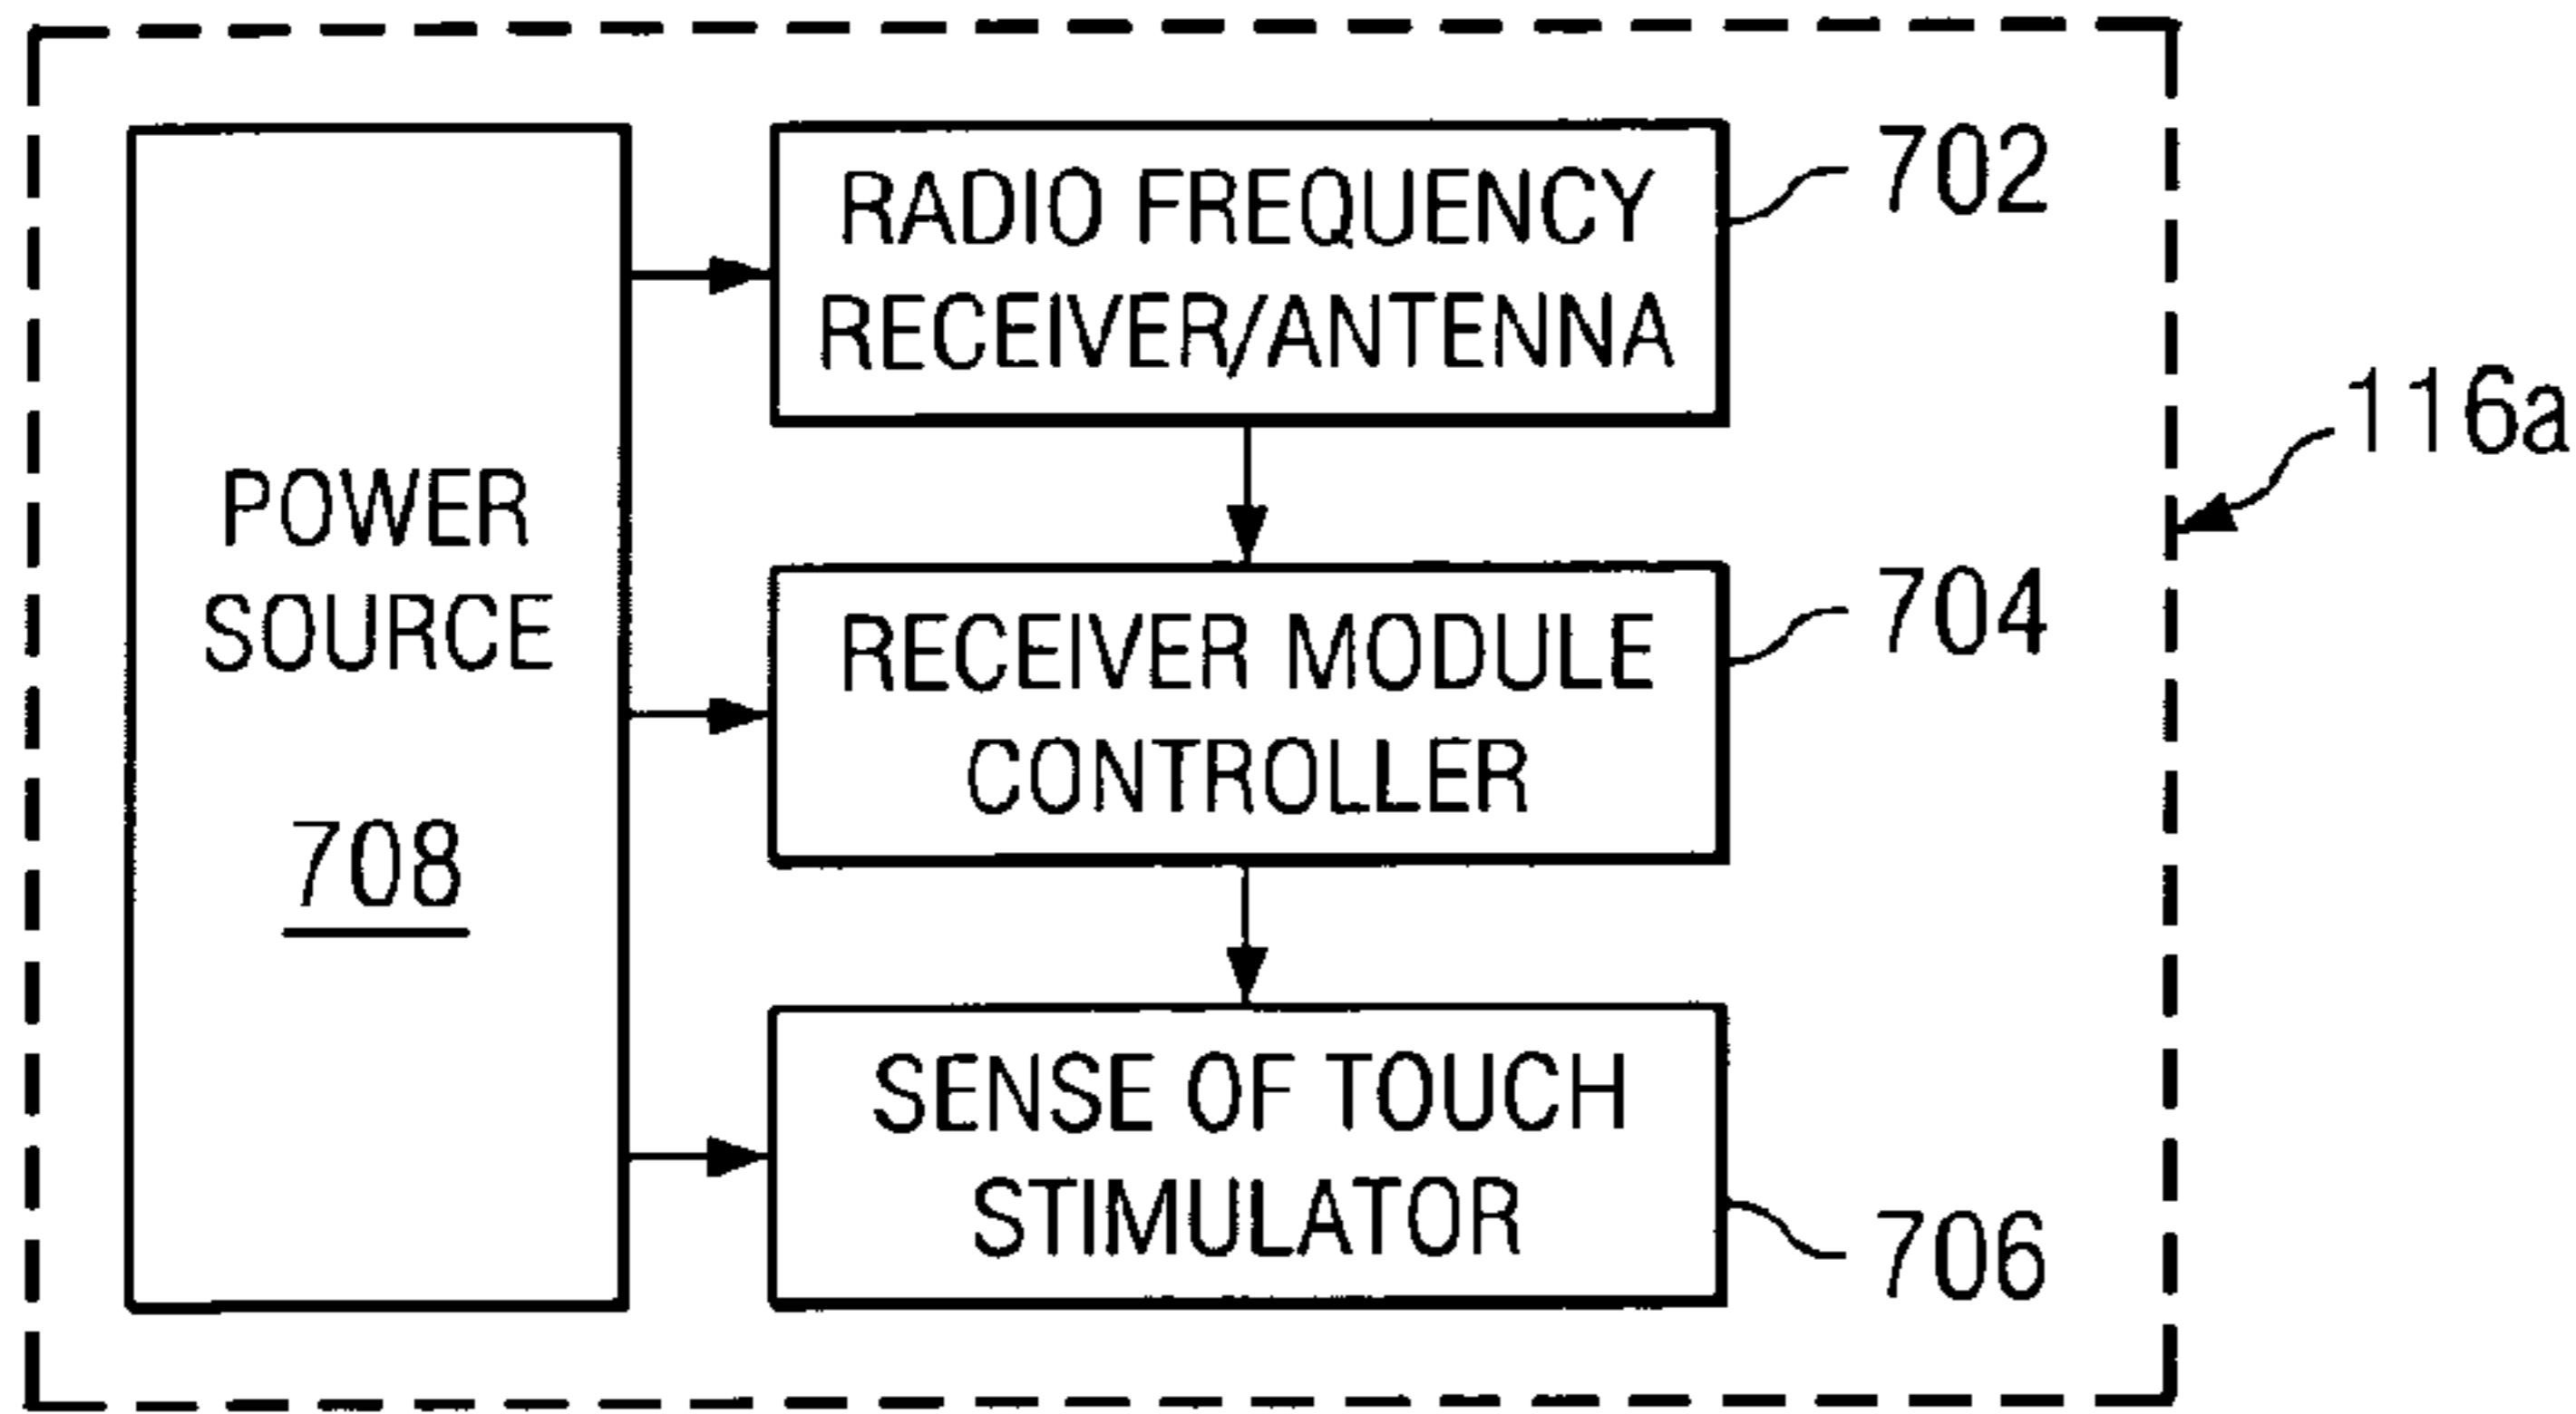 POWER
SOURCE
708
RADIO FREQUENCY
RECEIVER/ANTENNA
702
RECEIVER MODULE
CONTROLLER
704
SENSE OF TOUCH
STIMULATOR
706
116a